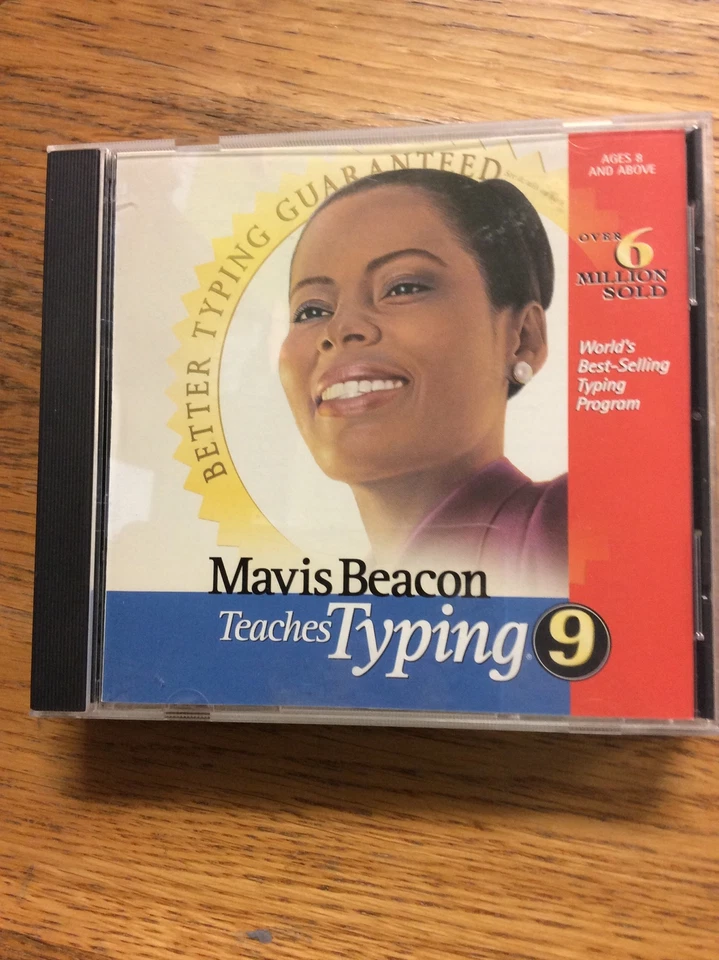 BETTER TYPING GUARANTEED
AGES 8
AND ABOVE
OVER 6
MILLION
SOLD
World's
Best-Selling
Typing
Program
Mavis Beacon
Teaches Typing 9